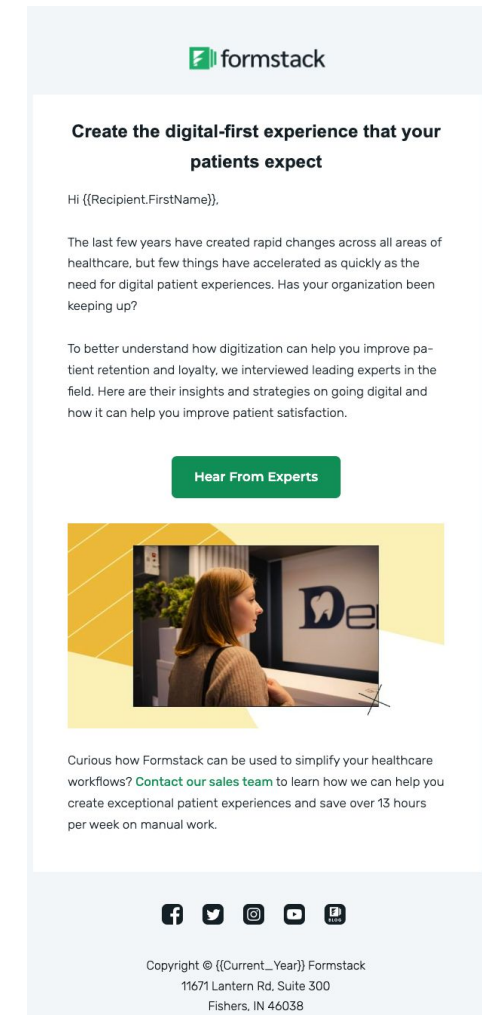 formstack
Create the digital-first experience that your
patients expect
Hi {{Recipient.FirstName}},
The last few years have created rapid changes across all areas of
healthcare, but few things have accelerated as quickly as the
need for digital patient experiences. Has your organization been
keeping up?
To better understand how digitization can help you improve pa-
tient retention and loyalty, we interviewed leading experts in the
field. Here are their insights and strategies on going digital and
how it can help you improve patient satisfaction.
Hear From Experts
De
Curious how Formstack can be used to simplify your healthcare
workflows? Contact our sales team to learn how we can help you
create exceptional patient experiences and save over 13 hours
per week on manual work.
BLOG
Copyright © {{Current_Year}} Formstack
11671 Lantern Rd, Suite 300
Fishers, IN 46038